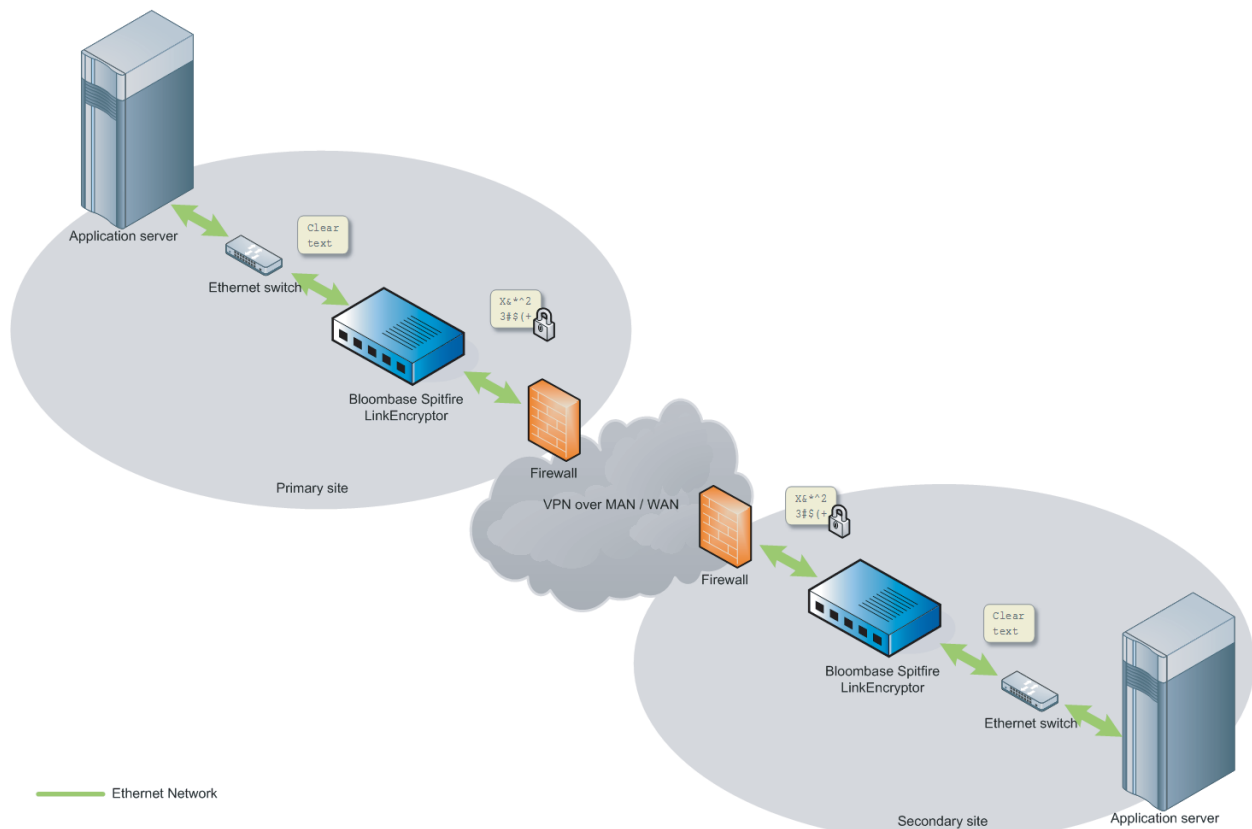 Application server
Clear
text
Ethernet switch
X&*^2
3#$(+
Bloombase Spitfire
LinkEncryptor
Firewall
Primary site
VPN over MAN / WAN
X&*^2
3#$(+
Firewall
Clear
text
Bloombase Spitfire
LinkEncryptor
Ethernet switch
Ethernet Network
Secondary site
Application server